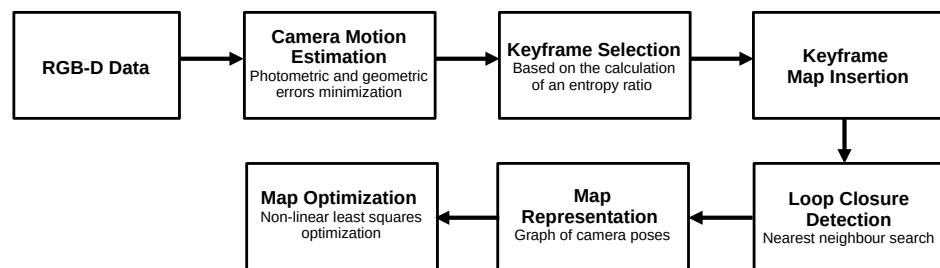 RGB-D Data
Camera Motion
Estimation
Photometric and geometric
errors minimization
Keyframe Selection
Based on the calculation
of an entropy ratio
Keyframe
Map Insertion
Loop Closure
Detection
Nearest neighbour search
Map
Representation
Graph of camera poses
Map Optimization
Non-linear least squares
optimization